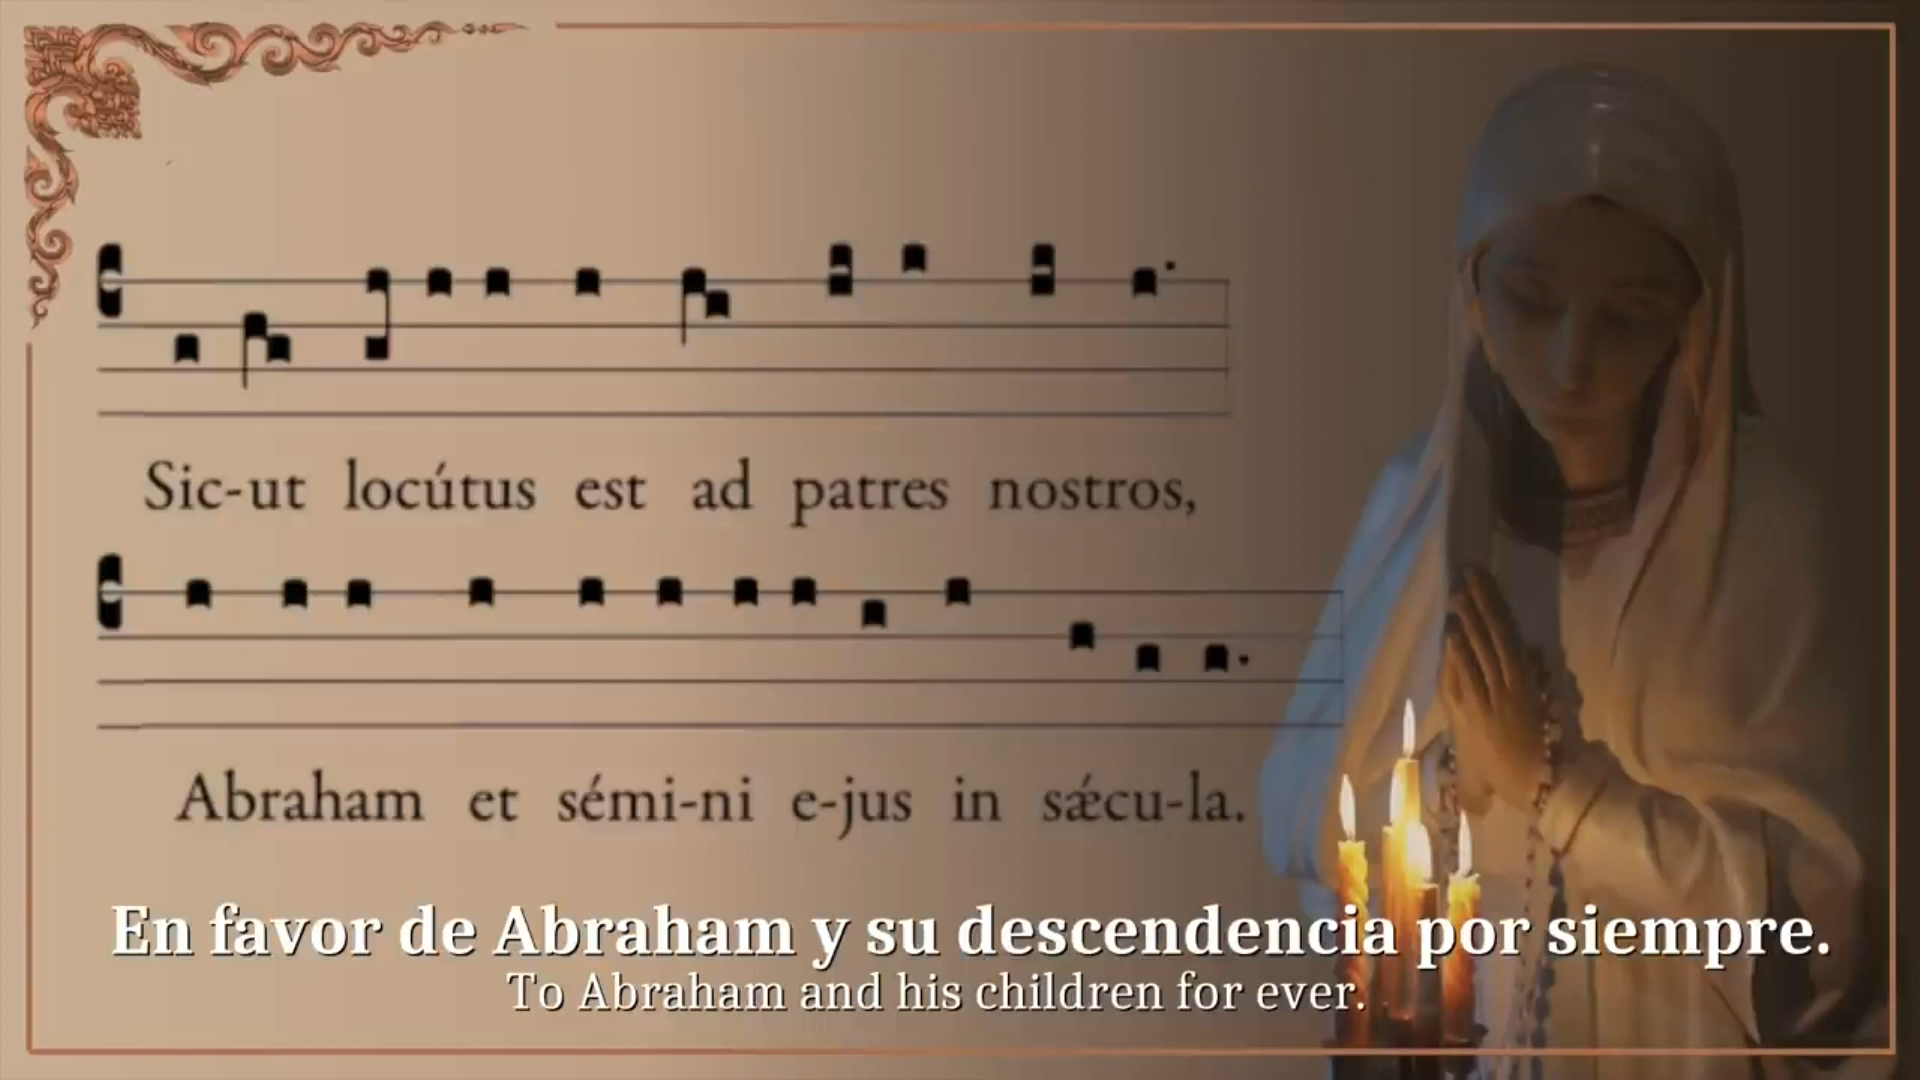 Sic-ut locútus est ad patres nostros,
Abraham et sémi-ni e-jus in sǽcu-la.
En favor de Abraham y su descendencia por siempre.
To Abraham and his children for ever.